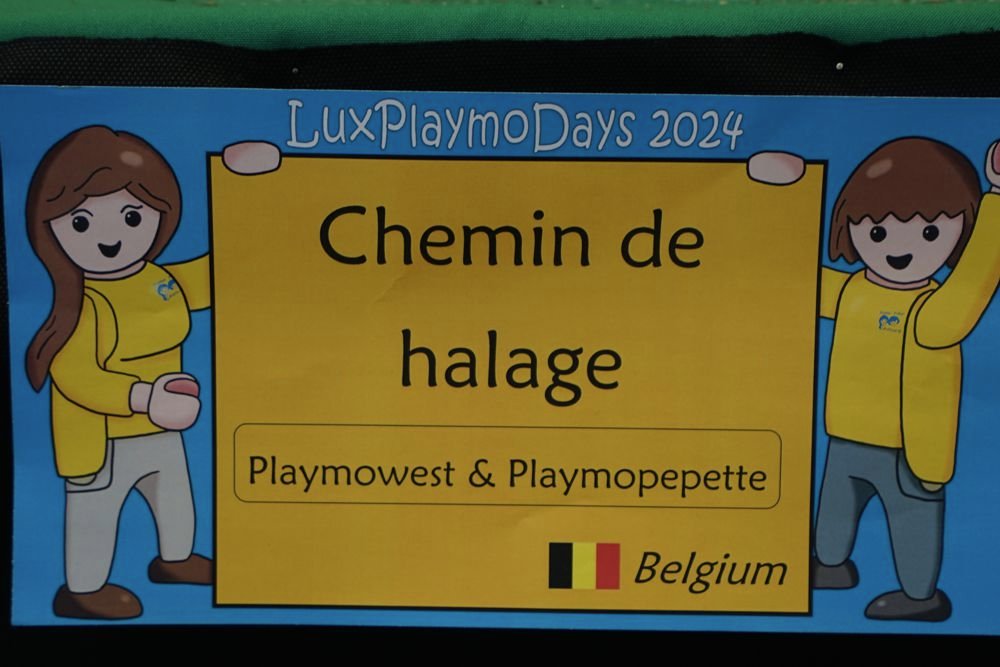 LuxPlaymoDays 2024
Chemin de
halage
Playmowest & Playmopepette
Belgium